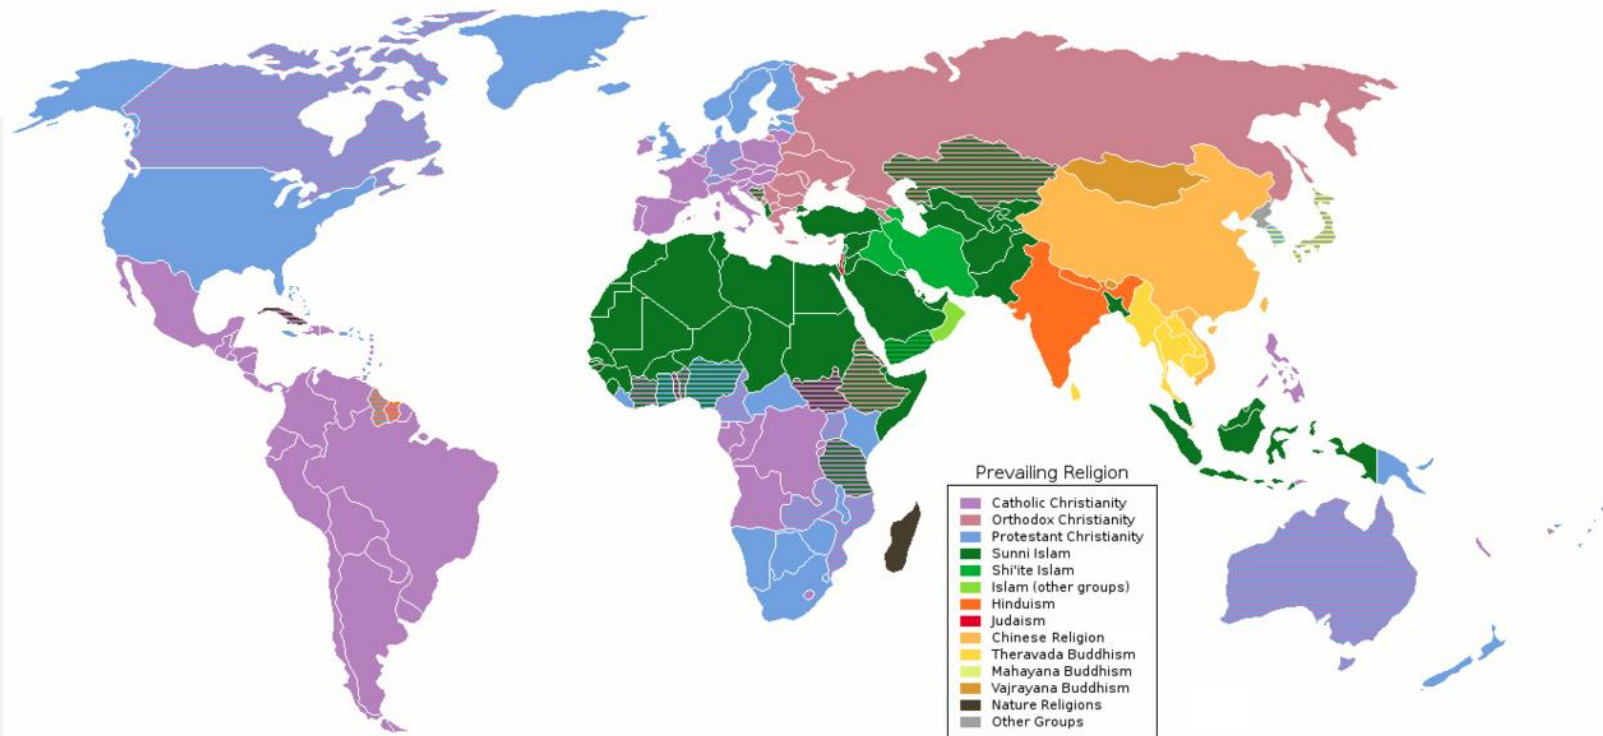 Prevailing Religion
Catholic Christianity
Orthodox Christianity
Protestant Christianity
Sunni Islam
Shi'ite Islam
Islam (other groups)
Hinduism
Judaism
Chinese Religion
Theravada Buddhism
Mahayana Buddhism
Vajrayana Buddhism
Nature Religions
Other Groups